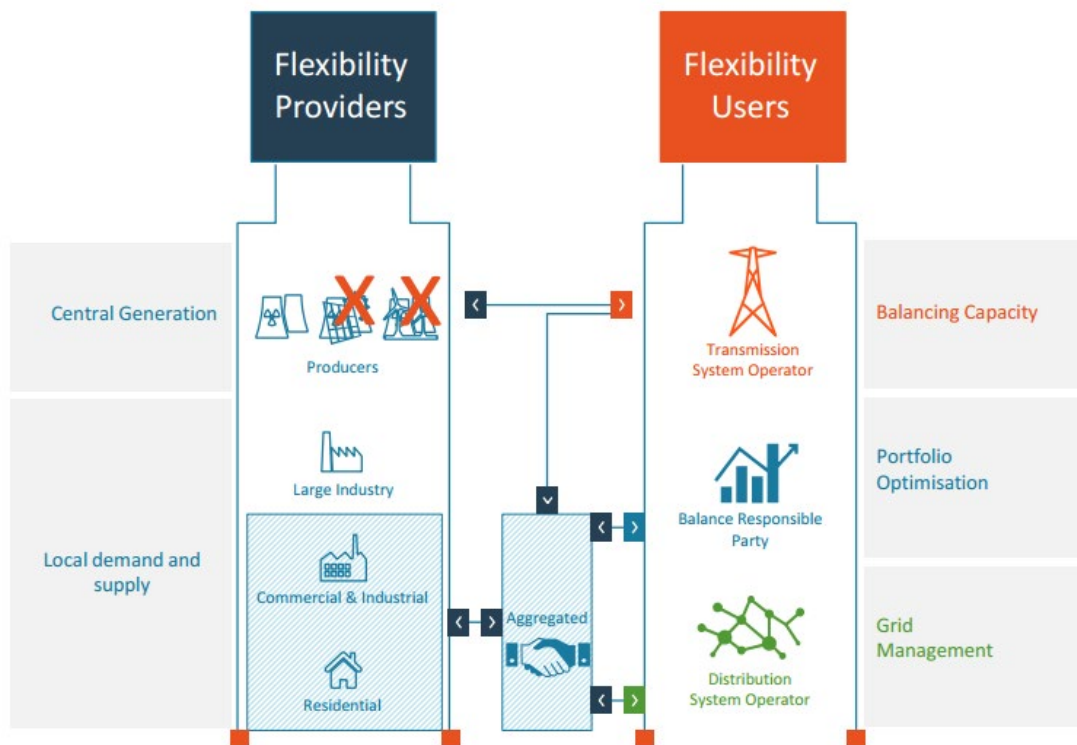 Flexibility
Providers
Flexibility
Users
Central Generation
Producers
Transmission
System Operator
Balancing Capacity
Large Industry
Portfolio
Optimisation
Balance Responsible
Party
Local demand and
supply
Commercial & Industrial
Aggregated
Residential
Distribution
System Operator
Grid
Management